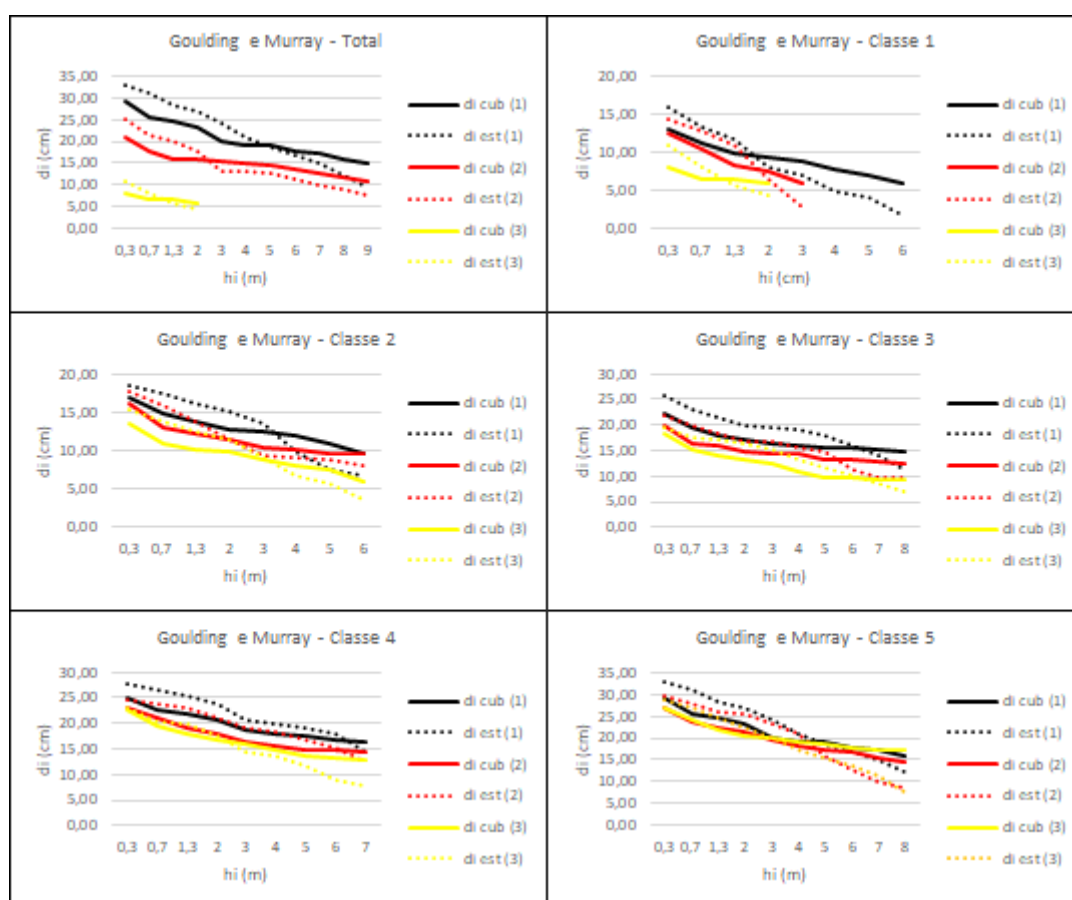 Goulding e Murray - Total
35,00
30,00
25,00
20,00
15,00
10,00
5,00
0,00
di (cm)
0,3 0,7 1,3 2 3 4 5 6 7 8 9
hi (m)
di cub (1)
di est (1)
di cub (2)
di est (2)
di cub (3)
di est (3)
Goulding e Murray - Classe 1
20,00
15,00
10,00
5,00
0,00
di (cm)
0,3 0,7 1,3 2 3 4 5 6
hi (cm)
di cub (1)
di est (1)
di cub (2)
di est (2)
di cub (3)
di est (3)
Goulding e Murray - Classe 2
20,00
15,00
10,00
5,00
0,00
di (cm)
0,3 0,7 1,3 2 3 4 5 6
hi (m)
di cub (1)
di est (1)
di cub (2)
di est (2)
di cub (3)
di est (3)
Goulding e Murray - Classe 3
30,00
25,00
20,00
15,00
10,00
5,00
0,00
di (cm)
0,3 0,7 1,3 2 3 4 5 6 7 8
hi (m)
di cub (1)
di est (1)
di cub (2)
di est (2)
di cub (3)
di est (3)
Goulding e Murray - Classe 4
30,00
25,00
20,00
15,00
10,00
5,00
0,00
di (cm)
0,3 0,7 1,3 2 3 4 5 6 7
hi (m)
di cub (1)
di est (1)
di cub (2)
di est (2)
di cub (3)
di est (3)
Goulding e Murray - Classe 5
35,00
30,00
25,00
20,00
15,00
10,00
5,00
0,00
di (cm)
0,3 0,7 1,3 2 3 4 5 6 7 8
hi (m)
di cub (1)
di est (1)
di cub (2)
di est (2)
di cub (3)
di est (3)